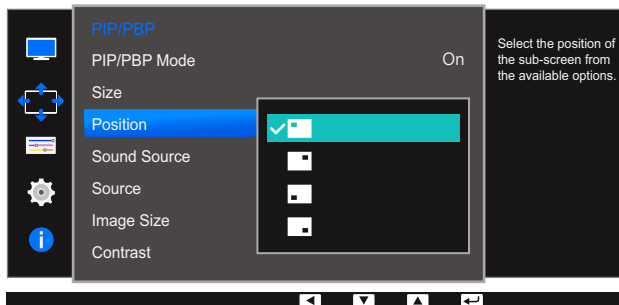 PIP/PBP
PIP/PBP Mode On
Size
Position
Sound Source
Source
Image Size
Contrast
Select the position of
the sub-screen from
the available options.